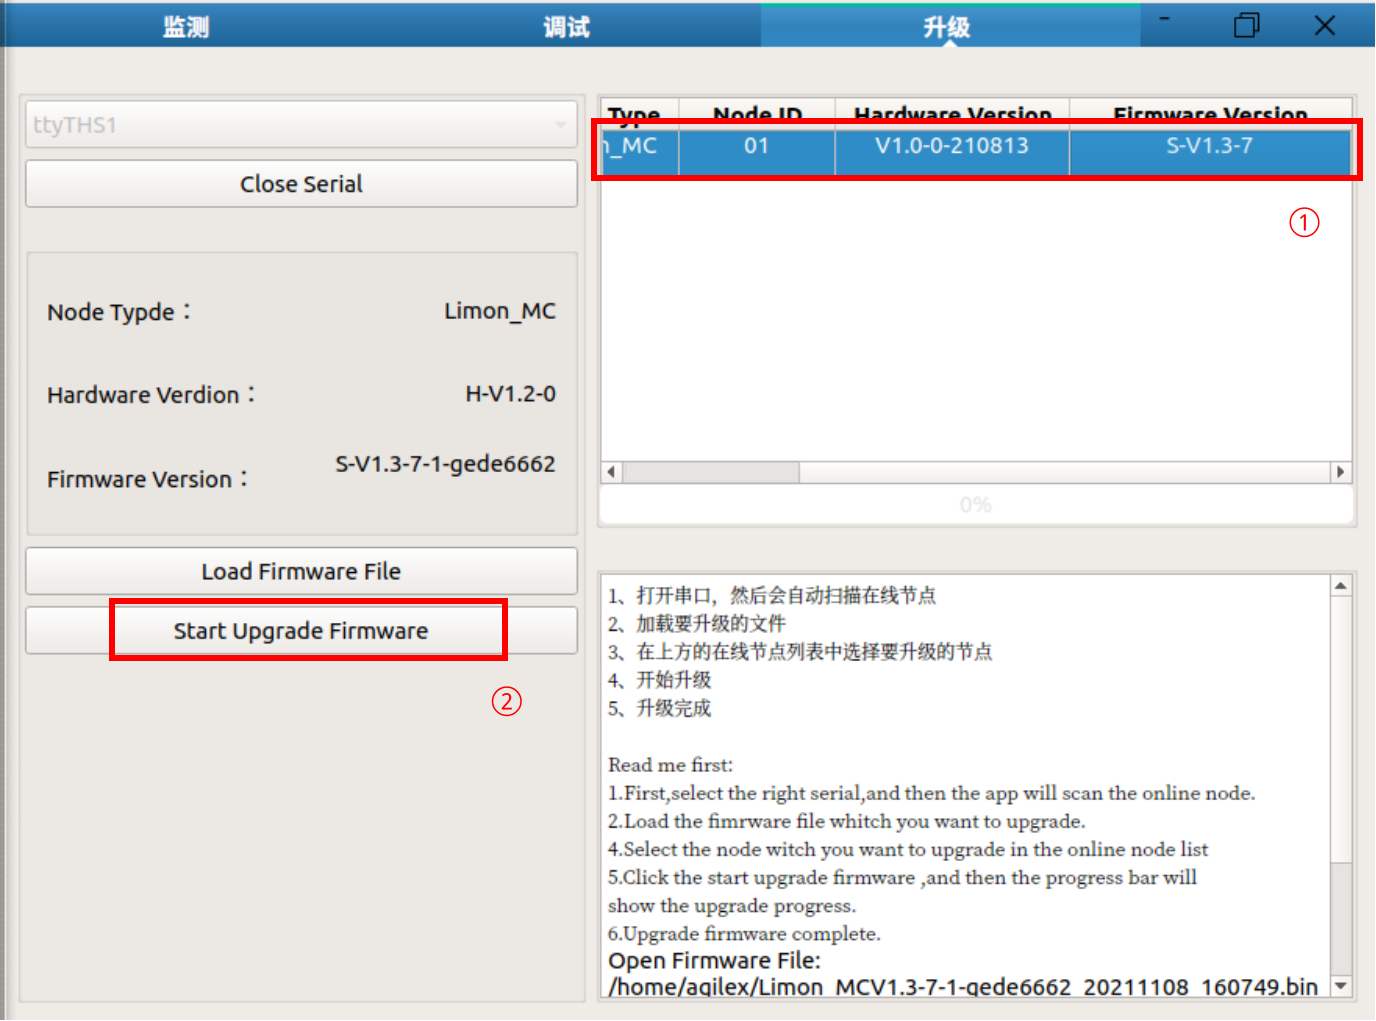 监测 调试 升级
ttyTHS1
Close Serial
Node Typde： Limon_MC
Hardware Verdion： H-V1.2-0
Firmware Version： S-V1.3-7-1-gede6662
Load Firmware File
Start Upgrade Firmware
②
Type Node ID Hardware Version Firmware Version
n_MC 01 V1.0-0-210813 S-V1.3-7
①
0%
1、打开串口，然后会自动扫描在线节点
2、加载要升级的文件
3、在上方的在线节点列表中选择要升级的节点
4、开始升级
5、升级完成
Read me first:
1.First,select the right serial,and then the app will scan the online node.
2.Load the fimrware file whitch you want to upgrade.
4.Select the node witch you want to upgrade in the online node list
5.Click the start upgrade firmware ,and then the progress bar will
show the upgrade progress.
6.Upgrade firmware complete.
Open Firmware File:
/home/agilex/Limon_MCV1.3-7-1-gede6662_20211108_160749.bin